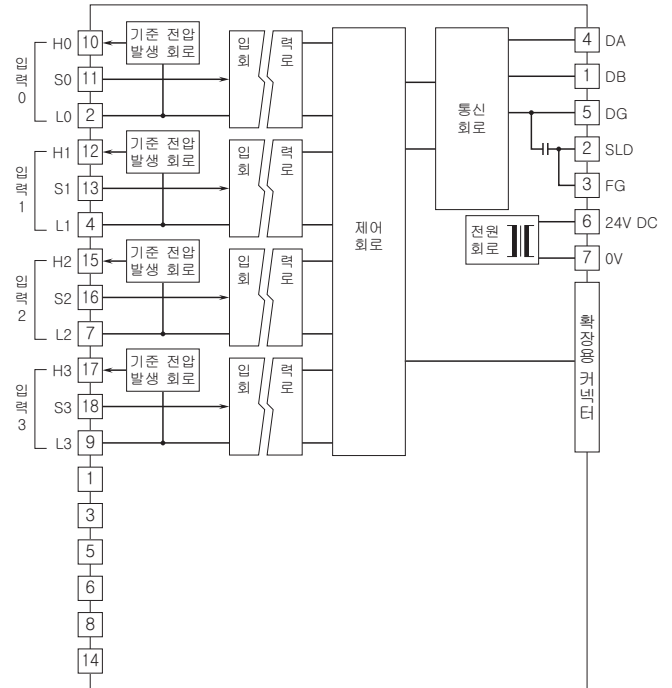 입력0
H0 10
S0 11
L0 2
기준 전압
발생 회로
입 력
회 로
입력1
H1 12
S1 13
L1 4
기준 전압
발생 회로
입 력
회 로
입력2
H2 15
S2 16
L2 7
기준 전압
발생 회로
입 력
회 로
입력3
H3 17
S3 18
L3 9
기준 전압
발생 회로
입 력
회 로
1
3
5
6
8
14
제어
회로
통신
회로
전원
회로
4 DA
1 DB
5 DG
2 SLD
3 FG
6 24V DC
7 0V
확장용 커넥터